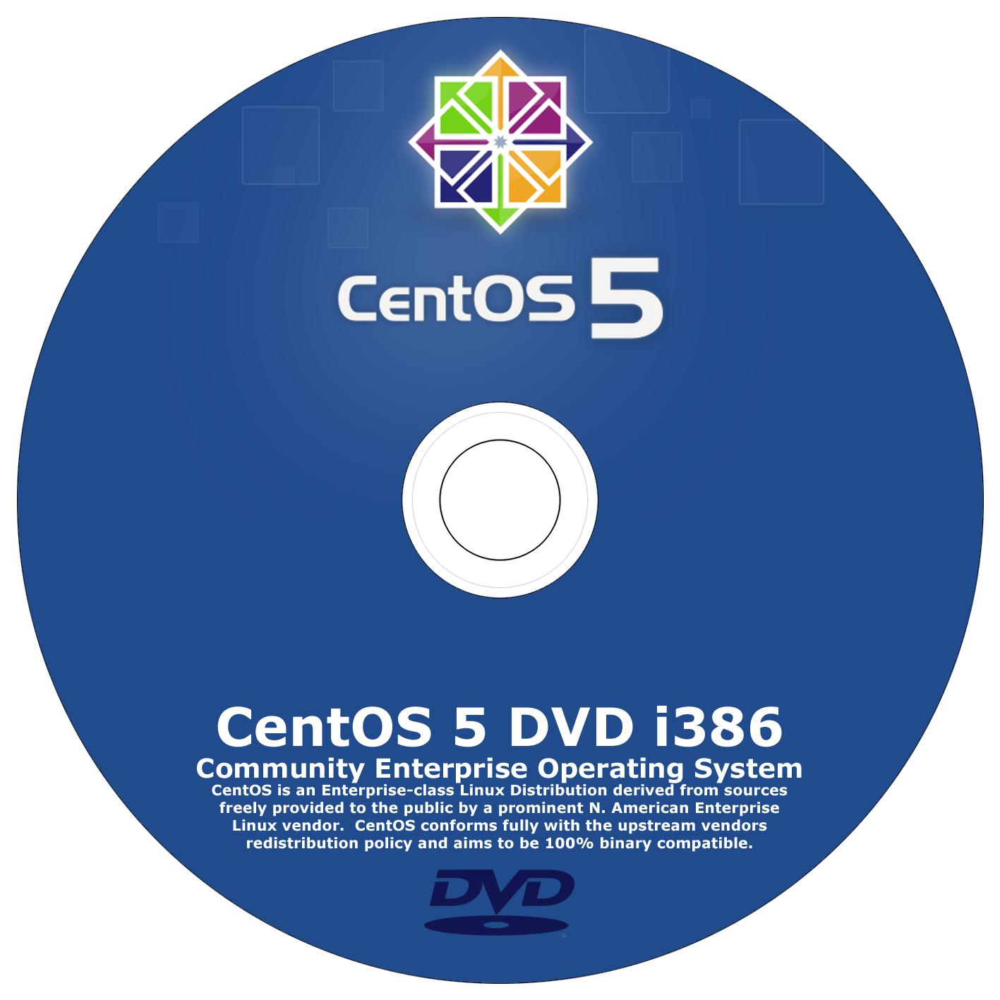 CentOS 5
CentOS 5 DVD i386
Community Enterprise Operating System
CentOS is an Enterprise-class Linux Distribution derived from sources
freely provided to the public by a prominent N. American Enterprise
Linux vendor.  CentOS conforms fully with the upstream vendors
redistribution policy and aims to be 100% binary compatible.
DVD